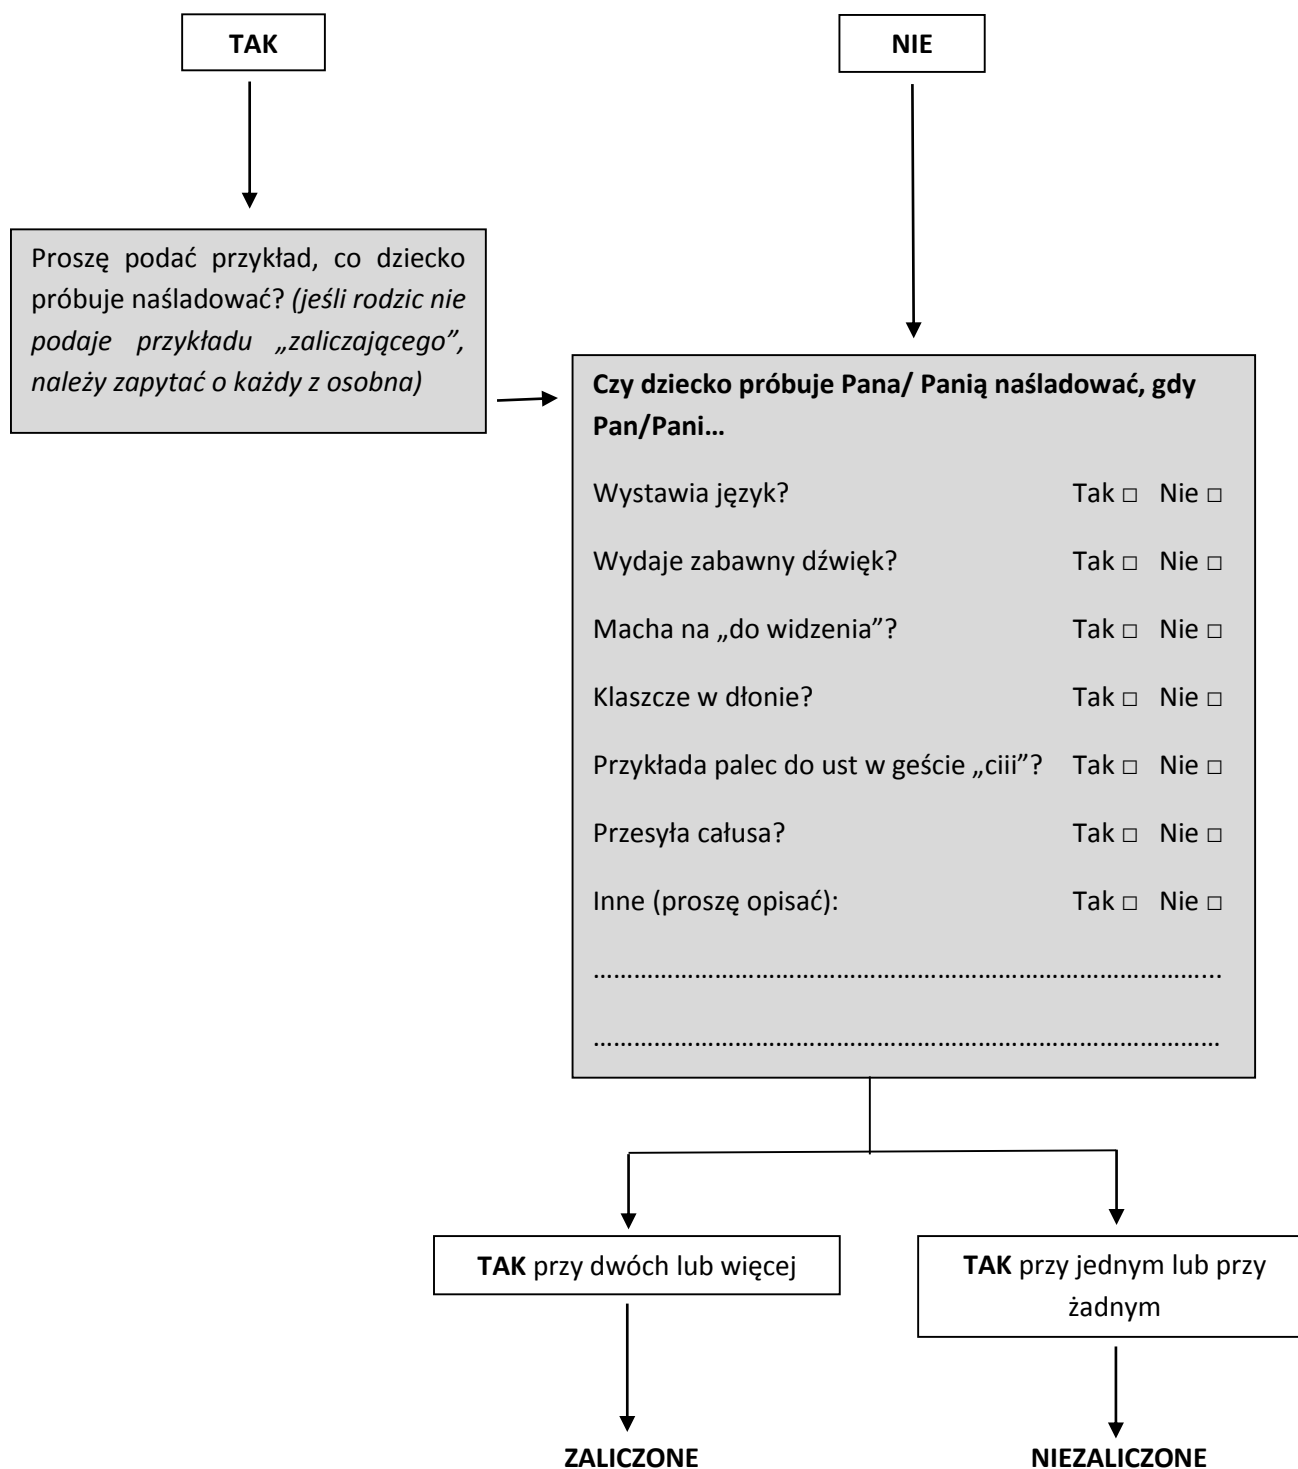 TAK
NIE
Proszę podać przykład, co dziecko
próbuje naśladować? (jeśli rodzic nie
podaje przykładu „zaliczającego”,
należy zapytać o każdy z osobna)
Czy dziecko próbuje Pana/ Panią naśladować, gdy
Pan/Pani…
Wystawia język? Tak □ Nie □
Wydaje zabawny dźwięk? Tak □ Nie □
Macha na „do widzenia”? Tak □ Nie □
Klaszcze w dłonie? Tak □ Nie □
Przykłada palec do ust w geście „ciii”? Tak □ Nie □
Przesyła całusa? Tak □ Nie □
Inne (proszę opisać): Tak □ Nie □
…………………………………………………………………………………...
…………………………………………………………………………………
TAK przy dwóch lub więcej
TAK przy jednym lub przy
żadnym
ZALICZONE
NIEZALICZONE